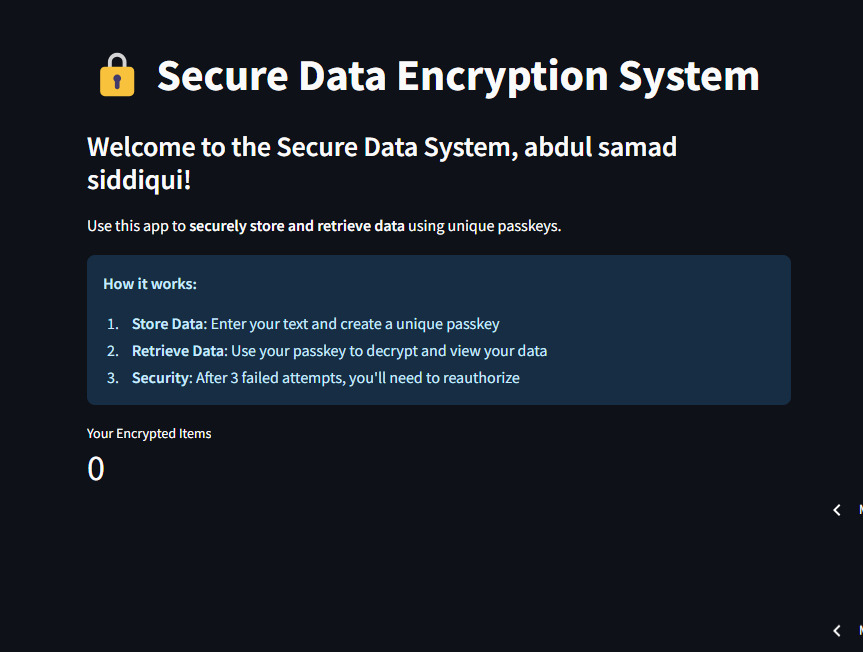 Secure Data Encryption System
Welcome to the Secure Data System, abdul samad
siddiqui!
Use this app to securely store and retrieve data using unique passkeys.
How it works:
1. Store Data: Enter your text and create a unique passkey
2. Retrieve Data: Use your passkey to decrypt and view your data
3. Security: After 3 failed attempts, you'll need to reauthorize
Your Encrypted Items
0